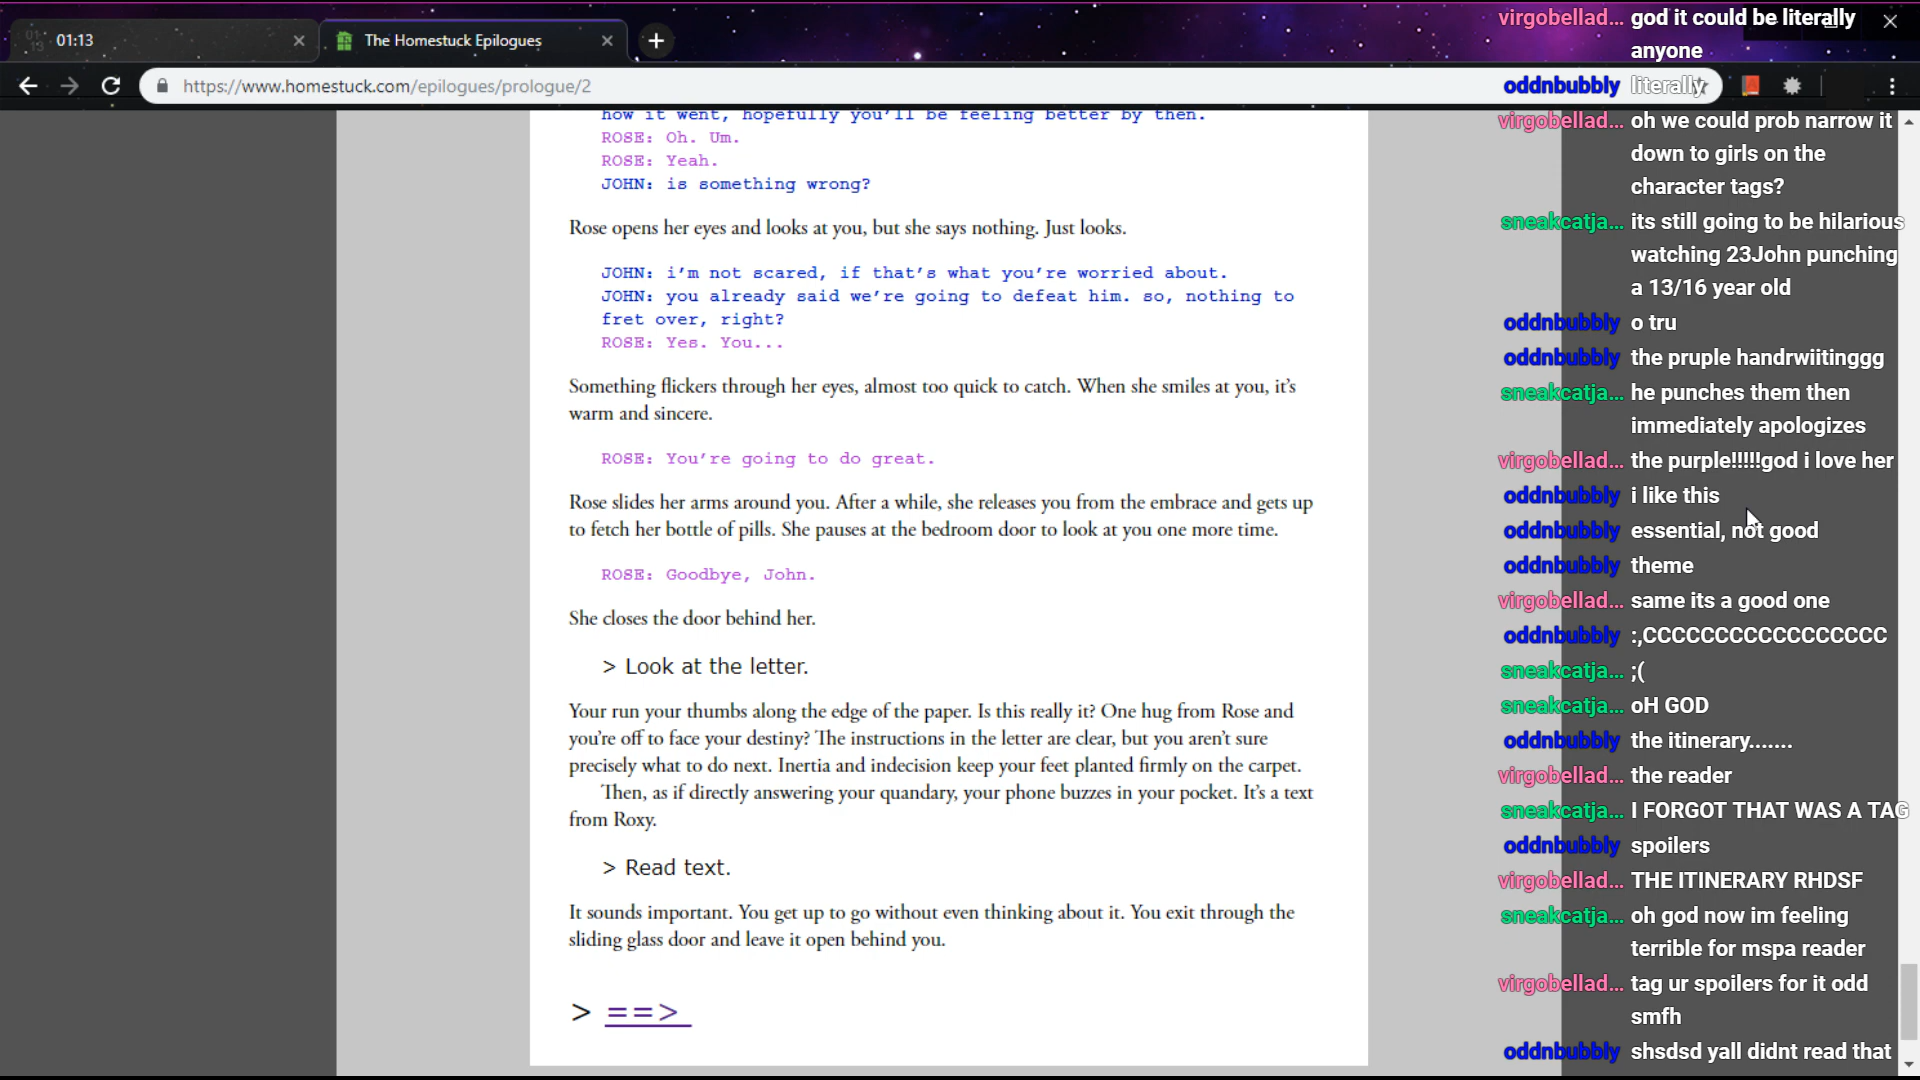 01:13
The Homestuck Epilogues
https://www.homestuck.com/epilogues/prologue/2
how it went, hopefully you'll be feeling better by then.
ROSE: Oh. Um.
ROSE: Yeah.
JOHN: is something wrong?
Rose opens her eyes and looks at you, but she says nothing. Just looks.
JOHN: i'm not scared, if that's what you're worried about.
JOHN: you already said we're going to defeat him. so, nothing to
fret over, right?
ROSE: Yes. You...
Something flickers through her eyes, almost too quick to catch. When she smiles at you, it's
warm and sincere.
ROSE: You're going to do great.
Rose slides her arms around you. After a while, she releases you from the embrace and gets up
to fetch her bottle of pills. She pauses at the bedroom door to look at you one more time.
ROSE: Goodbye, John.
She closes the door behind her.
> Look at the letter.
Your run your thumbs along the edge of the paper. Is this really it? One hug from Rose and
you're off to face your destiny? The instructions in the letter are clear, but you aren't sure
precisely what to do next. Inertia and indecision keep your feet planted firmly on the carpet.
Then, as if directly answering your quandary, your phone buzzes in your pocket. It's a text
from Roxy.
> Read text.
It sounds important. You get up to go without even thinking about it. You exit through the
sliding glass door and leave it open behind you.
> ==>
virgobellad... god it could be literally
anyone
oddnbubbly literally
virgobellad... oh we could prob narrow it
down to girls on the
character tags?
sneakcatja... its still going to be hilarious
watching 23John punching
a 13/16 year old
oddnbubbly o tru
oddnbubbly the pruple handrwiitinggg
sneakcatja... he punches them then
immediately apologizes
virgobellad... the purple!!!!!god i love her
oddnbubbly i like this
oddnbubbly essential, not good
oddnbubbly theme
virgobellad... same its a good one
oddnbubbly :,CCCCCCCCCCCCCCCCC
sneakcatja... ;(
sneakcatja... oH GOD
oddnbubbly the itinerary.......
virgobellad... the reader
sneakcatja... I FORGOT THAT WAS A TAG
oddnbubbly spoilers
virgobellad... THE ITINERARY RHDSF
sneakcatja... oh god now im feeling
terrible for mspa reader
virgobellad... tag ur spoilers for it odd
smfh
oddnbubbly shsdsd yall didnt read that